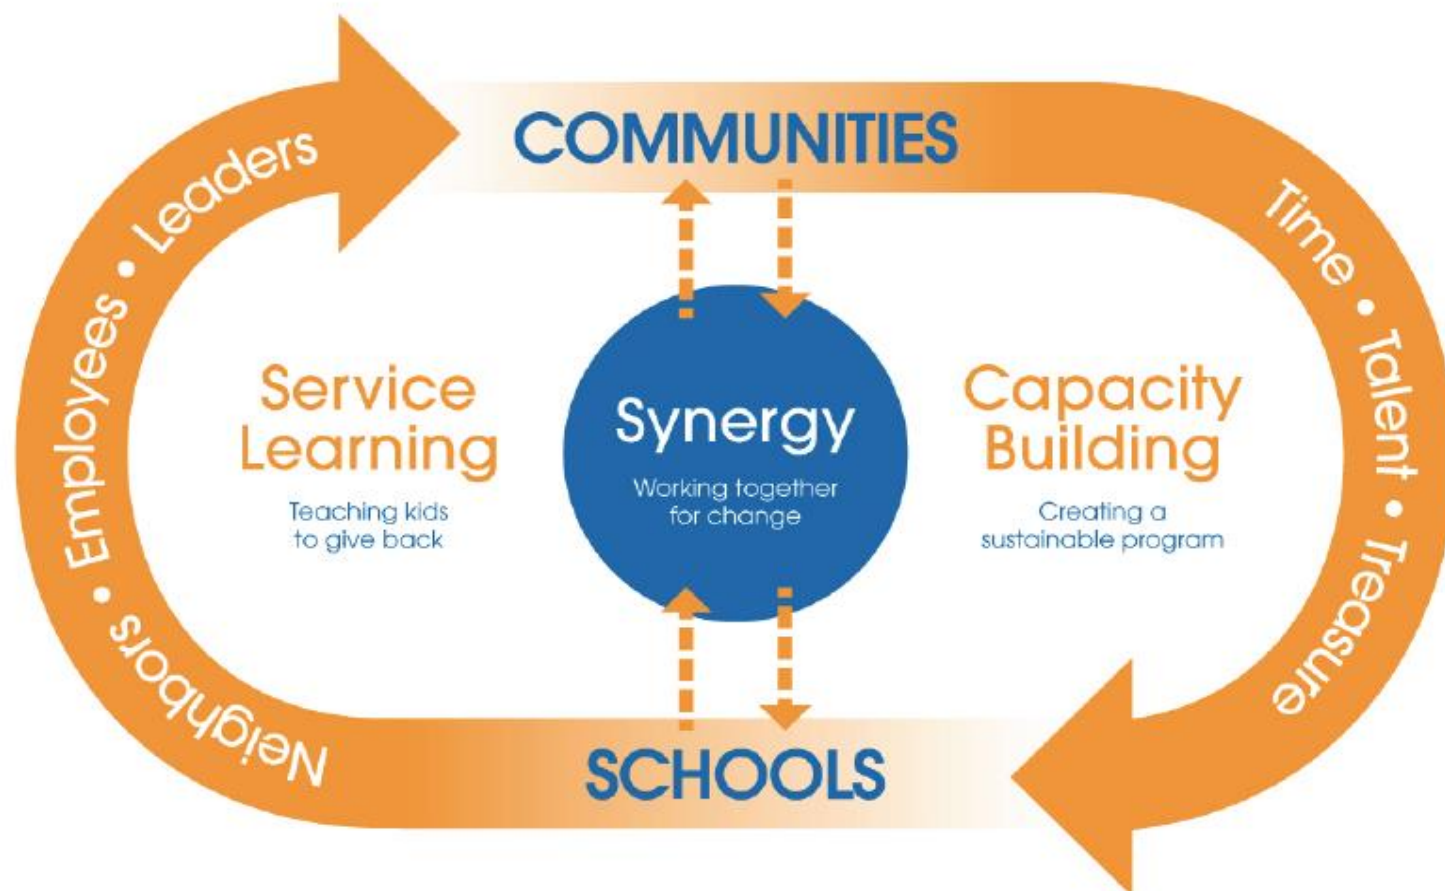 COMMUNITIES
Neighbors • Employees • Leaders
Time • Talent • Treasure
Service
Learning
Teaching kids
to give back
Synergy
Working together
for change
Capacity
Building
Creating a
sustainable program
SCHOOLS